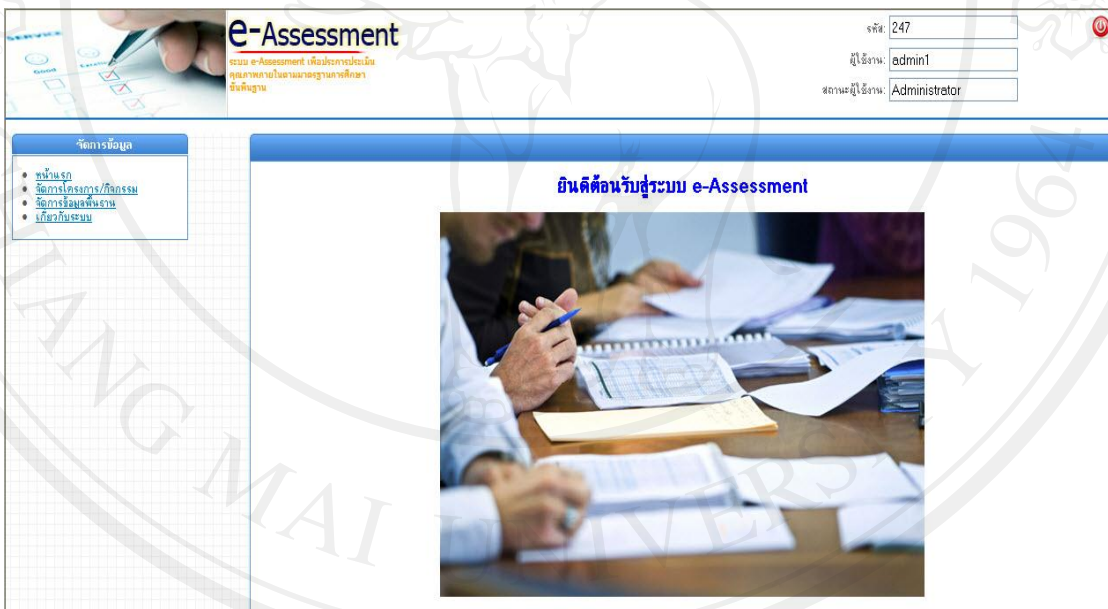 e-Assessment
ระบบ e-Assessment เพื่อประการประเมิน
คุณภาพภายในตามมาตรฐานการศึกษา
ขั้นพื้นฐาน
รหัส: 247
ผู้ใช้งาน: admin1
สถานะผู้ใช้งาน: Administrator
จัดการข้อมูล
หน้าแรก
จัดการโครงการ/กิจกรรม
จัดการข้อมูลพื้นฐาน
เกี่ยวกับระบบ
ยินดีต้อนรับสู่ระบบ e-Assessment
SERVICE
Good
ANG MAI UNIVERSITY 1964